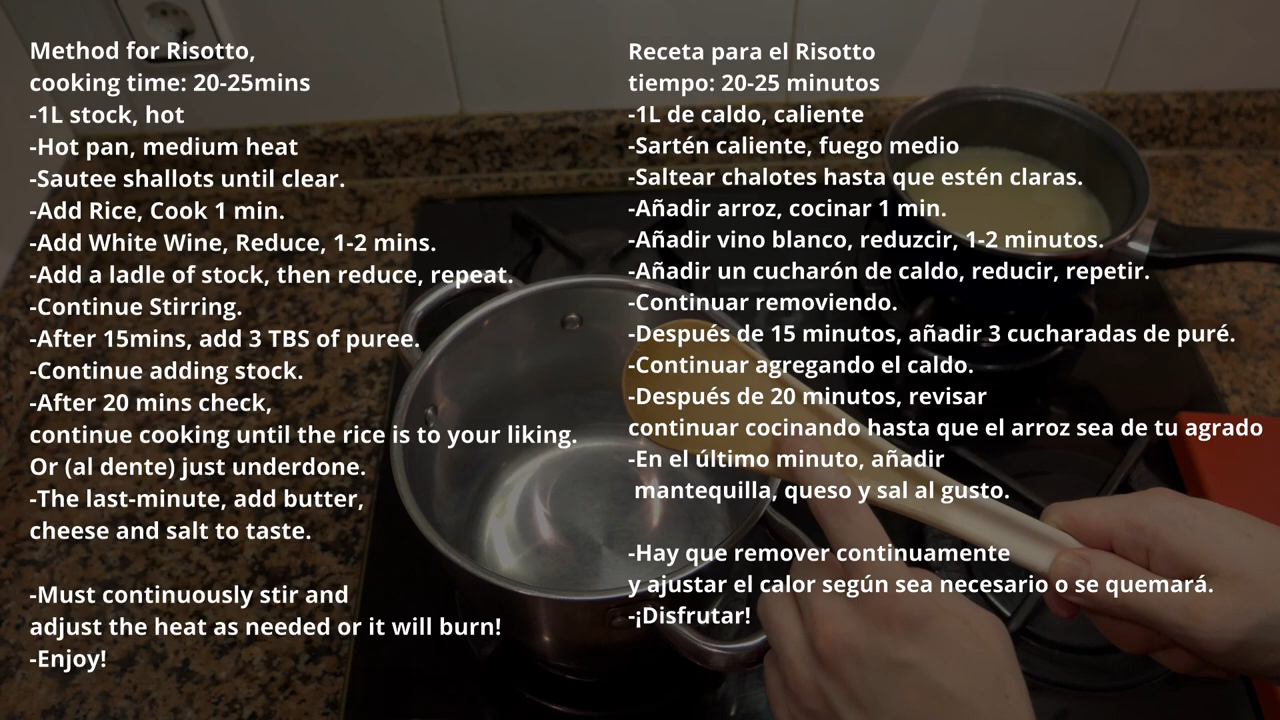 Method for Risotto,
cooking time: 20-25mins
-1L stock, hot
-Hot pan, medium heat
-Sautee shallots until clear.
-Add Rice, Cook 1 min.
-Add White Wine, Reduce, 1-2 mins.
-Add a ladle of stock, then reduce, repeat.
-Continue Stirring.
-After 15mins, add 3 TBS of puree.
-Continue adding stock.
-After 20 mins check,
continue cooking until the rice is to your liking.
Or (al dente) just underdone.
-The last-minute, add butter,
cheese and salt to taste.
-Must continuously stir and
adjust the heat as needed or it will burn!
-Enjoy!
Receta para el Risotto
tiempo: 20-25 minutos
-1L de caldo, caliente
-Sartén caliente, fuego medio
-Saltear chalotes hasta que estén claras.
-Añadir arroz, cocinar 1 min.
-Añadir vino blanco, reduzcir, 1-2 minutos.
-Añadir un cucharón de caldo, reducir, repetir.
-Continuar removiendo.
-Después de 15 minutos, añadir 3 cucharadas de puré.
-Continuar agregando el caldo.
-Después de 20 minutos, revisar
continuar cocinando hasta que el arroz sea de tu agrado
-En el último minuto, añadir
mantequilla, queso y sal al gusto.
-Hay que remover continuamente
y ajustar el calor según sea necesario o se quemará.
-¡Disfrutar!